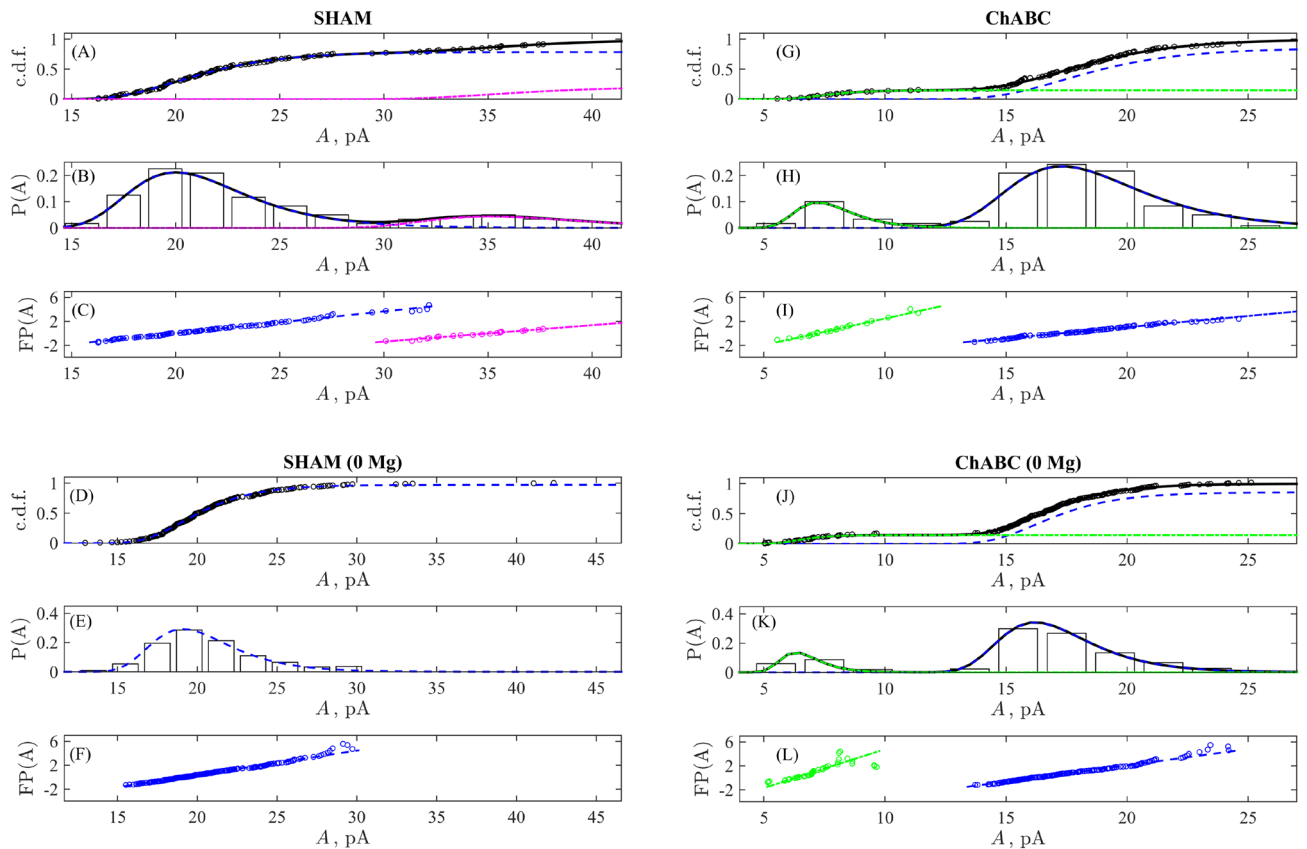 SHAM
(A)
c.d.f.
1
0.5
0
15 20 25 30 35 40
A, pA
(B)
P(A)
0.2
0.1
0
15 20 25 30 35 40
A, pA
(C)
FP(A)
6
2
-2
15 20 25 30 35 40
A, pA
SHAM (0 Mg)
(D)
c.d.f.
1
0.5
0
15 20 25 30 35 40 45
A, pA
(E)
P(A)
0.4
0.2
0
15 20 25 30 35 40 45
A, pA
(F)
FP(A)
6
2
-2
15 20 25 30 35 40 45
A, pA
ChABC
(G)
c.d.f.
1
0.5
0
5 10 15 20 25
A, pA
(H)
P(A)
0.2
0.1
0
5 10 15 20 25
A, pA
(I)
FP(A)
6
2
-2
5 10 15 20 25
A, pA
ChABC (0 Mg)
(J)
c.d.f.
1
0.5
0
5 10 15 20 25
A, pA
(K)
P(A)
0.4
0.2
0
5 10 15 20 25
A, pA
(L)
FP(A)
6
2
-2
5 10 15 20 25
A, pA